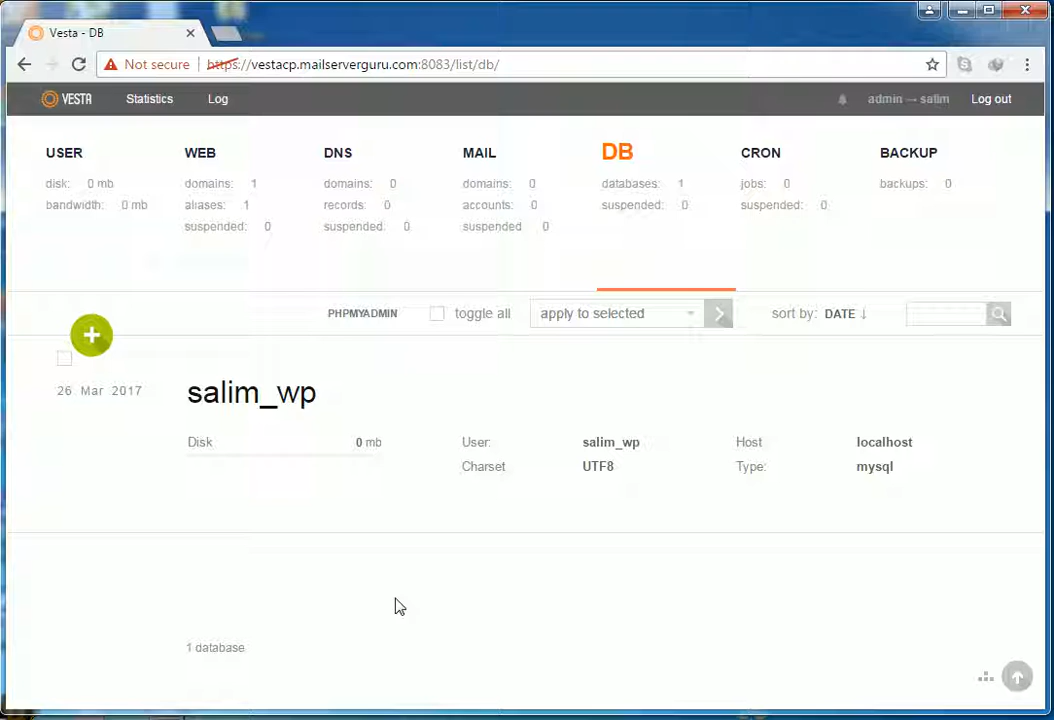 Vesta - DB
Not secure https://vestacp.mailserverguru.com:8083/list/db/
VESTA Statistics Log admin → salim Log out
USER WEB DNS MAIL DB CRON BACKUP
disk: 0 mb domains: 1 domains: 0 domains: 0 databases: 1 jobs: 0 backups: 0
bandwidth: 0 mb aliases: 1 records: 0 accounts: 0 suspended: 0 suspended: 0
suspended: 0 suspended: 0 suspended 0
PHPMYADMIN toggle all apply to selected sort by: DATE ↓
26 Mar 2017
salim_wp
Disk 0 mb User: salim_wp Host localhost
Charset UTF8 Type: mysql
1 database